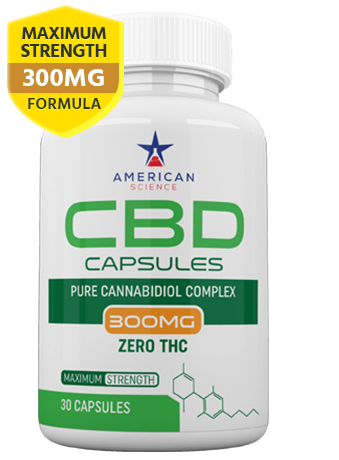 MAXIMUM
STRENGTH
300MG
FORMULA
AMERICAN
SCIENCE
CBD
CAPSULES
PURE CANNABIDIOL COMPLEX
300MG
ZERO THC
MAXIMUM STRENGTH
30 CAPSULES